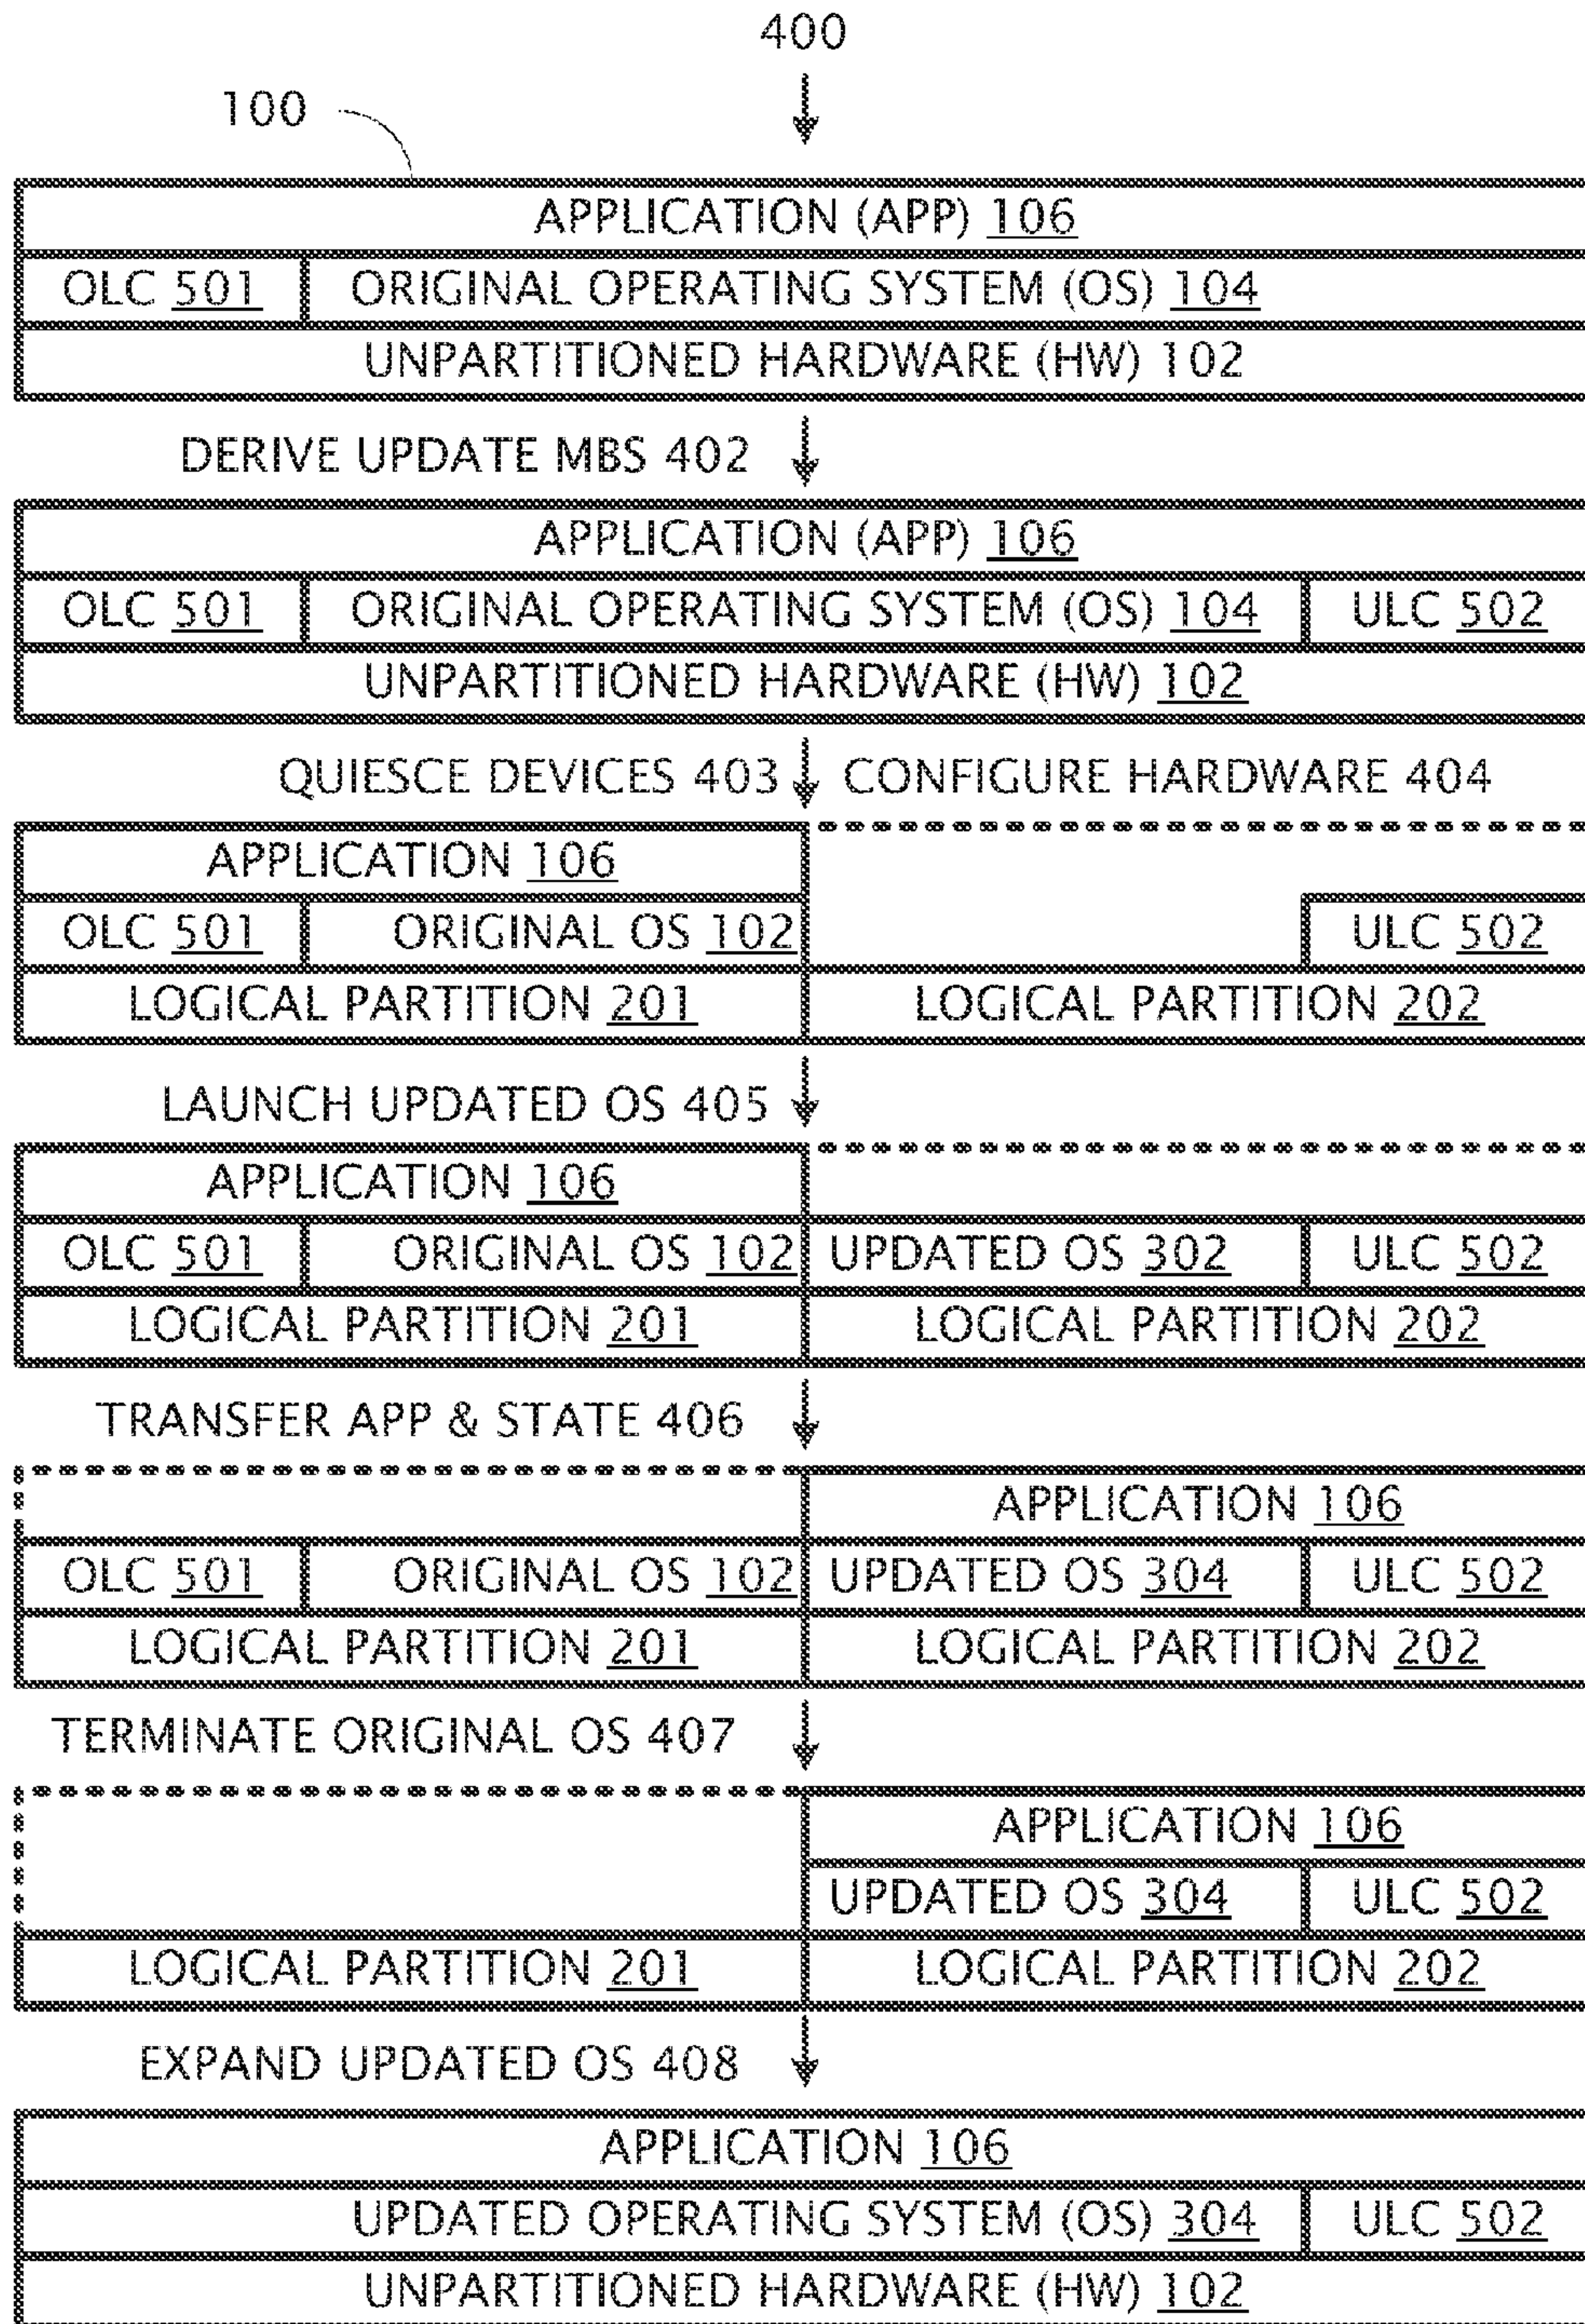 400
100
APPLICATION (APP) 106
OLC 501 ORIGINAL OPERATING SYSTEM (OS) 104
UNPARTITIONED HARDWARE (HW) 102
DERIVE UPDATE MBS 402
APPLICATION (APP) 106
OLC 501 ORIGINAL OPERATING SYSTEM (OS) 104 ULC 502
UNPARTITIONED HARDWARE (HW) 102
QUIESCE DEVICES 403 CONFIGURE HARDWARE 404
APPLICATION 106
OLC 501 ORIGINAL OS 102 ULC 502
LOGICAL PARTITION 201 LOGICAL PARTITION 202
LAUNCH UPDATED OS 405
APPLICATION 106
OLC 501 ORIGINAL OS 102 UPDATED OS 302 ULC 502
LOGICAL PARTITION 201 LOGICAL PARTITION 202
TRANSFER APP & STATE 406
APPLICATION 106
OLC 501 ORIGINAL OS 102 UPDATED OS 304 ULC 502
LOGICAL PARTITION 201 LOGICAL PARTITION 202
TERMINATE ORIGINAL OS 407
APPLICATION 106
UPDATED OS 304 ULC 502
LOGICAL PARTITION 201 LOGICAL PARTITION 202
EXPAND UPDATED OS 408
APPLICATION 106
UPDATED OPERATING SYSTEM (OS) 304 ULC 502
UNPARTITIONED HARDWARE (HW) 102